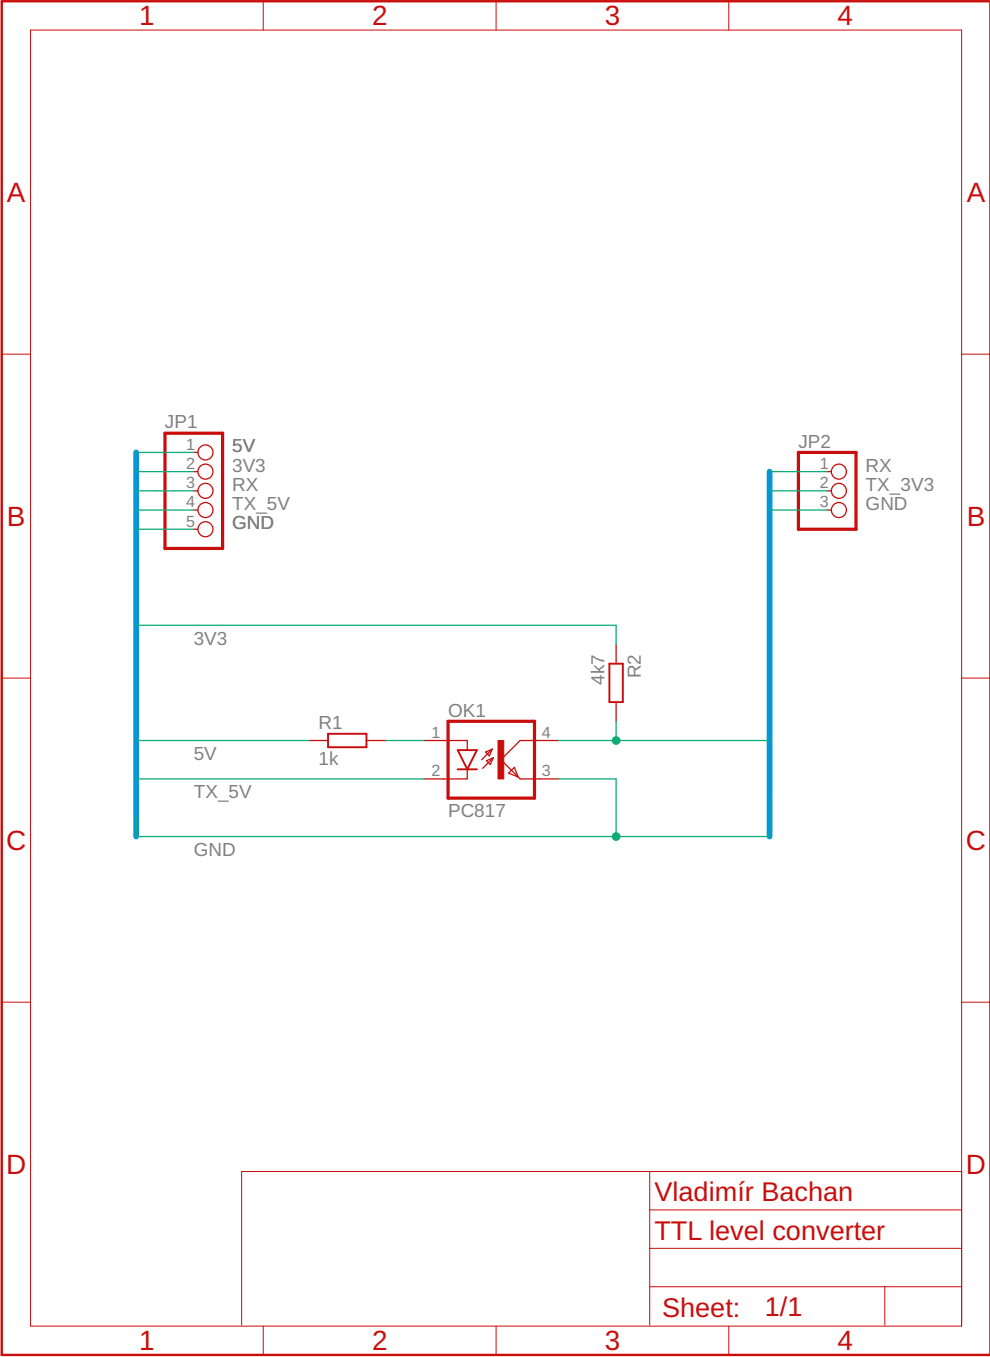 1 2 3 4
A A
JP1
1 5V
2 3V3
3 RX
4 TX_5V
5 GND
JP2
1 RX
2 TX_3V3
3 GND
B B
3V3
4k7 R2
R1
1k
OK1
1 4
2 3
PC817
5V
TX_5V
GND
C C
D D
Vladimír Bachan
TTL level converter
Sheet: 1/1
1 2 3 4